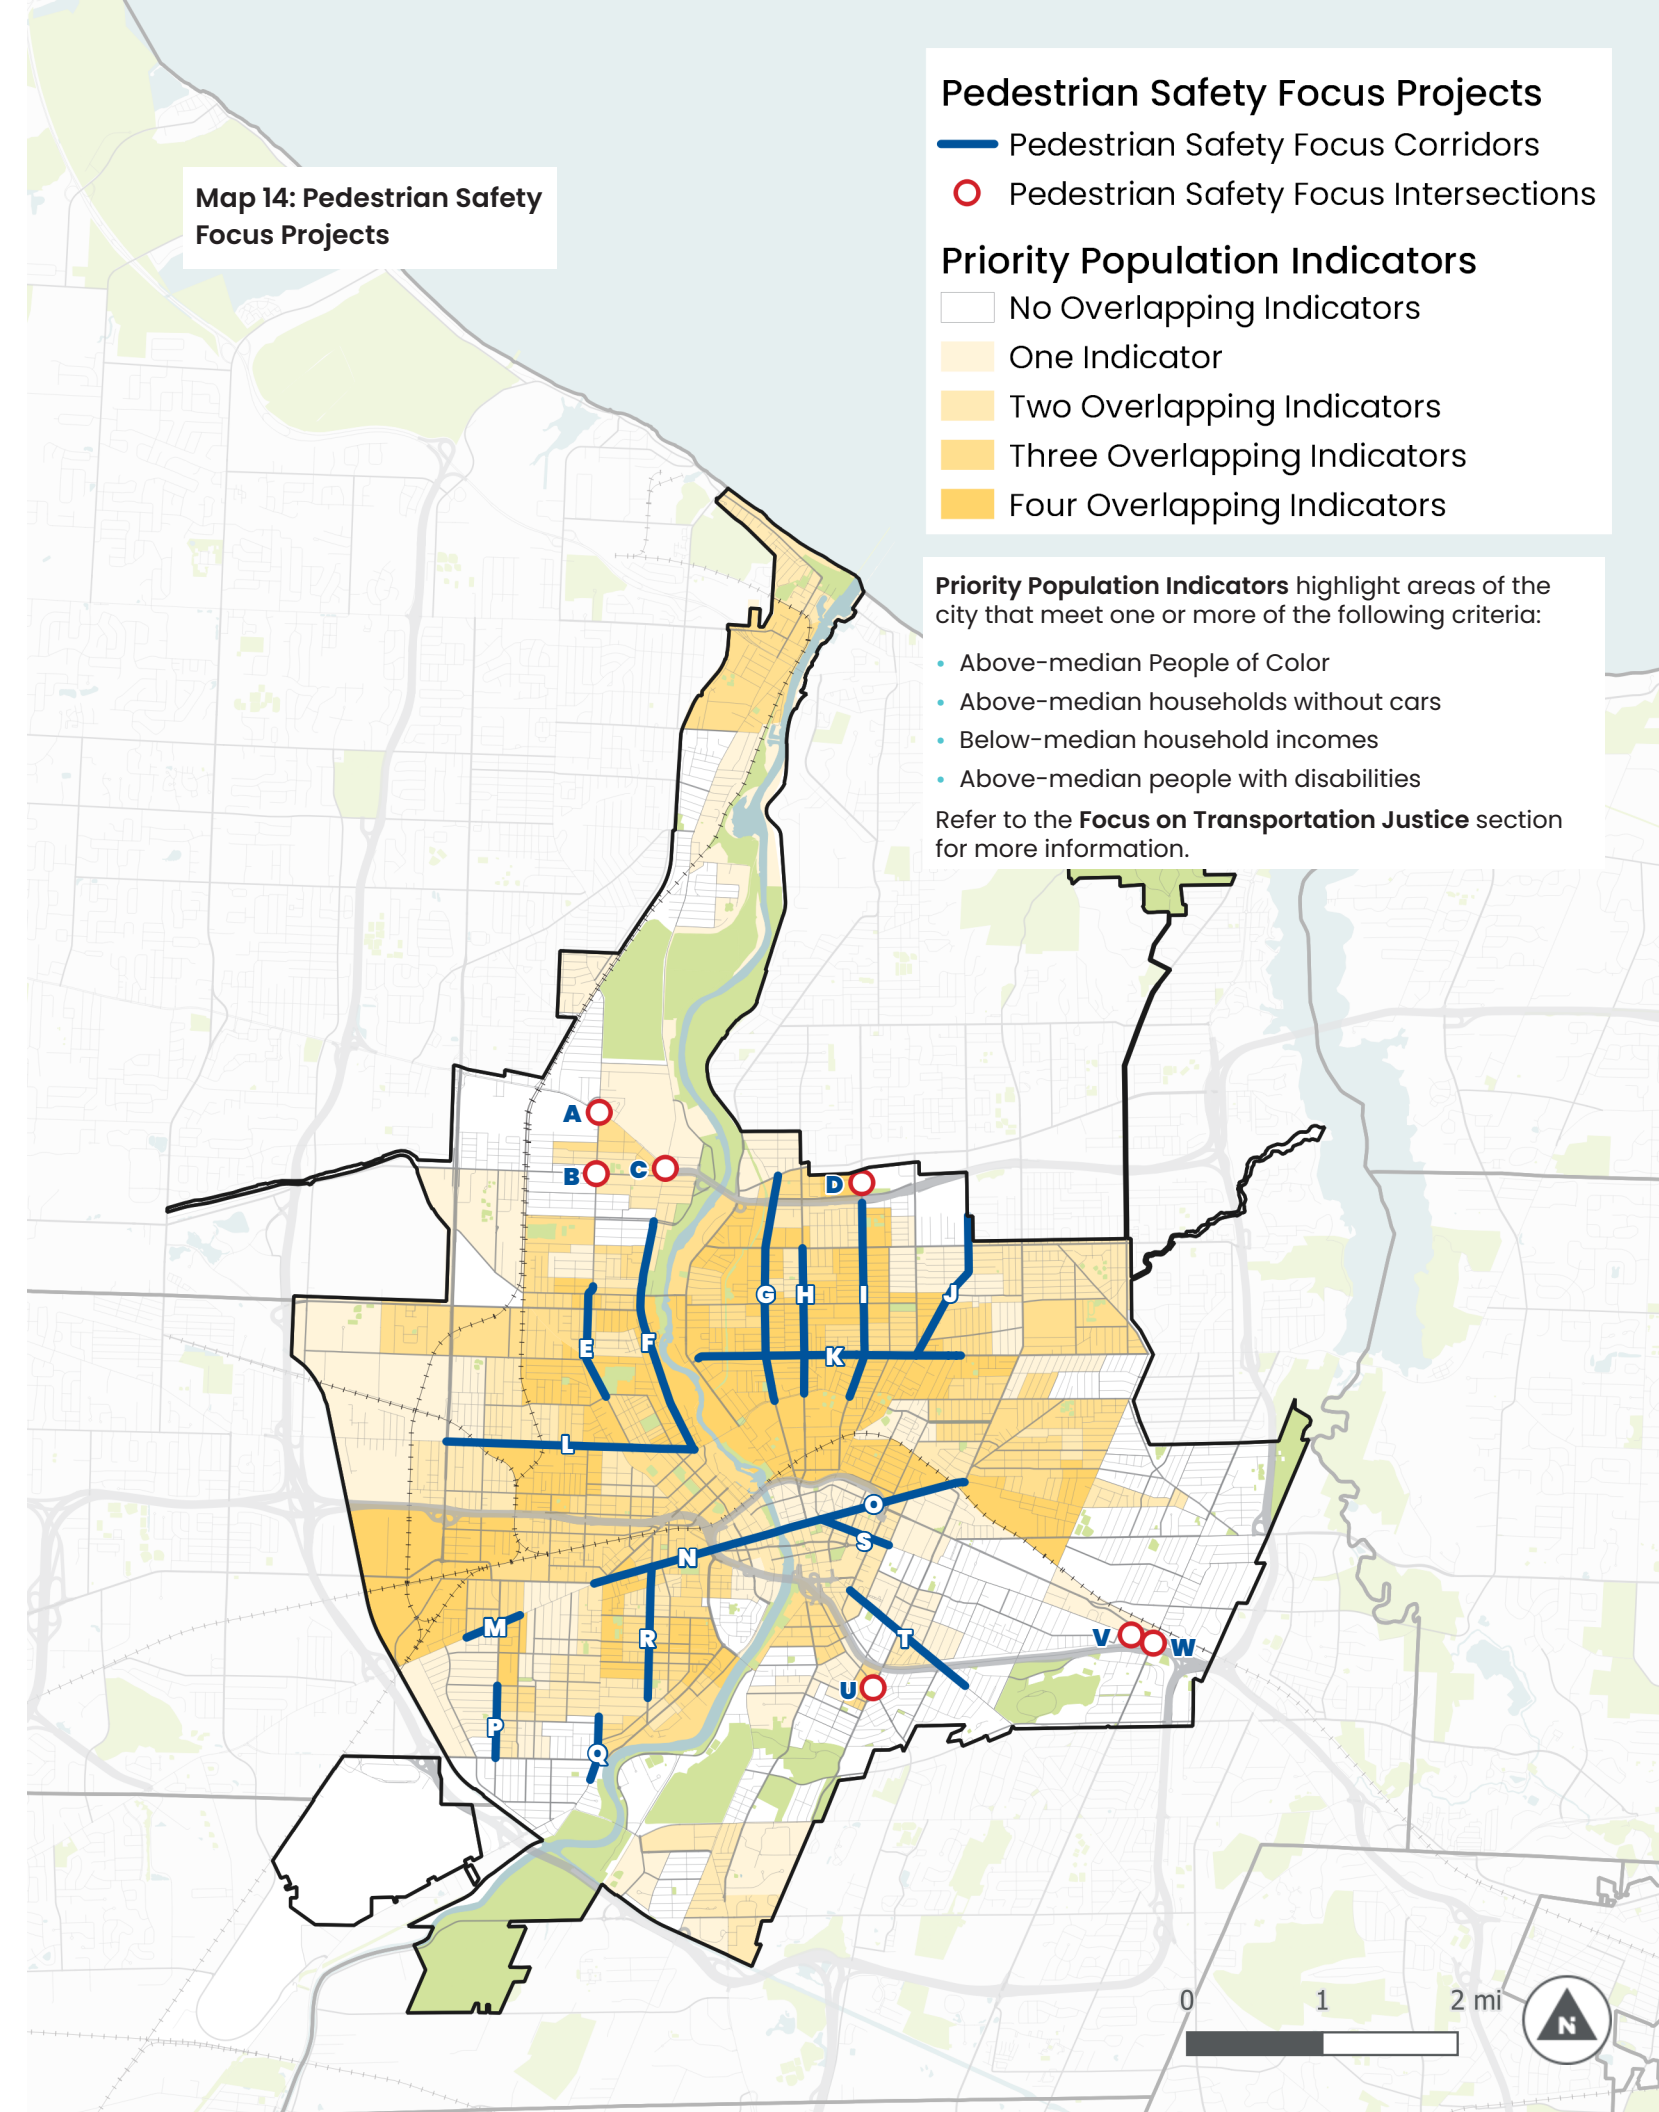 Map 14: Pedestrian Safety
Focus Projects
Pedestrian Safety Focus Projects
Pedestrian Safety Focus Corridors
Pedestrian Safety Focus Intersections
Priority Population Indicators
No Overlapping Indicators
One Indicator
Two Overlapping Indicators
Three Overlapping Indicators
Four Overlapping Indicators
Priority Population Indicators highlight areas of the
city that meet one or more of the following criteria:
• Above-median People of Color
• Above-median households without cars
• Below-median household incomes
• Above-median people with disabilities
Refer to the Focus on Transportation Justice section
for more information.
A
B
C
D
E
F
G
H
I
J
K
L
M
N
O
P
Q
R
S
T
U
V
W
0 1 2 mi
N